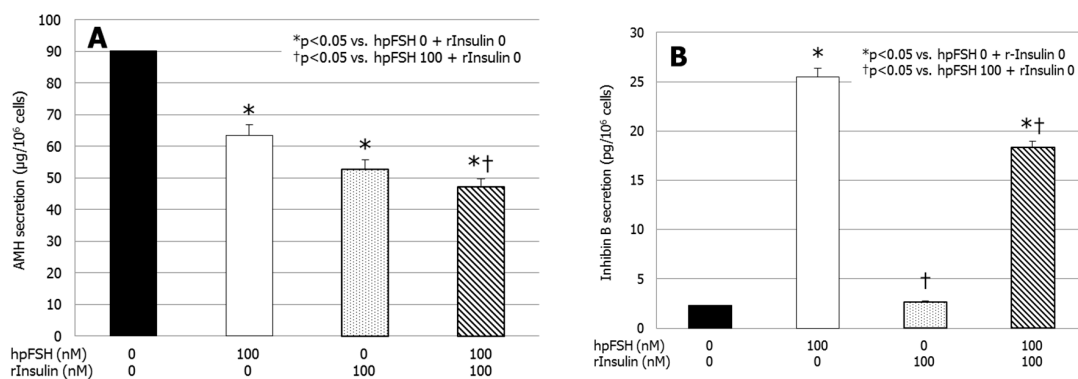 A
*p<0.05 vs. hpFSH 0 + rInsulin 0
†p<0.05 vs. hpFSH 100 + rInsulin 0
AMH secretion (µg/10⁶ cells)
100
90
80
70
60
50
40
30
20
10
0
*
*
*†
hpFSH (nM) 0 100 0 100
rInsulin (nM) 0 0 100 100
B
*p<0.05 vs. hpFSH 0 + r-Insulin 0
†p<0.05 vs. hpFSH 100 + rInsulin 0
Inhibin B secretion (pg/10⁶ cells)
30
25
20
15
10
5
0
*
†
*†
hpFSH (nM) 0 100 0 100
rInsulin (nM) 0 0 100 100